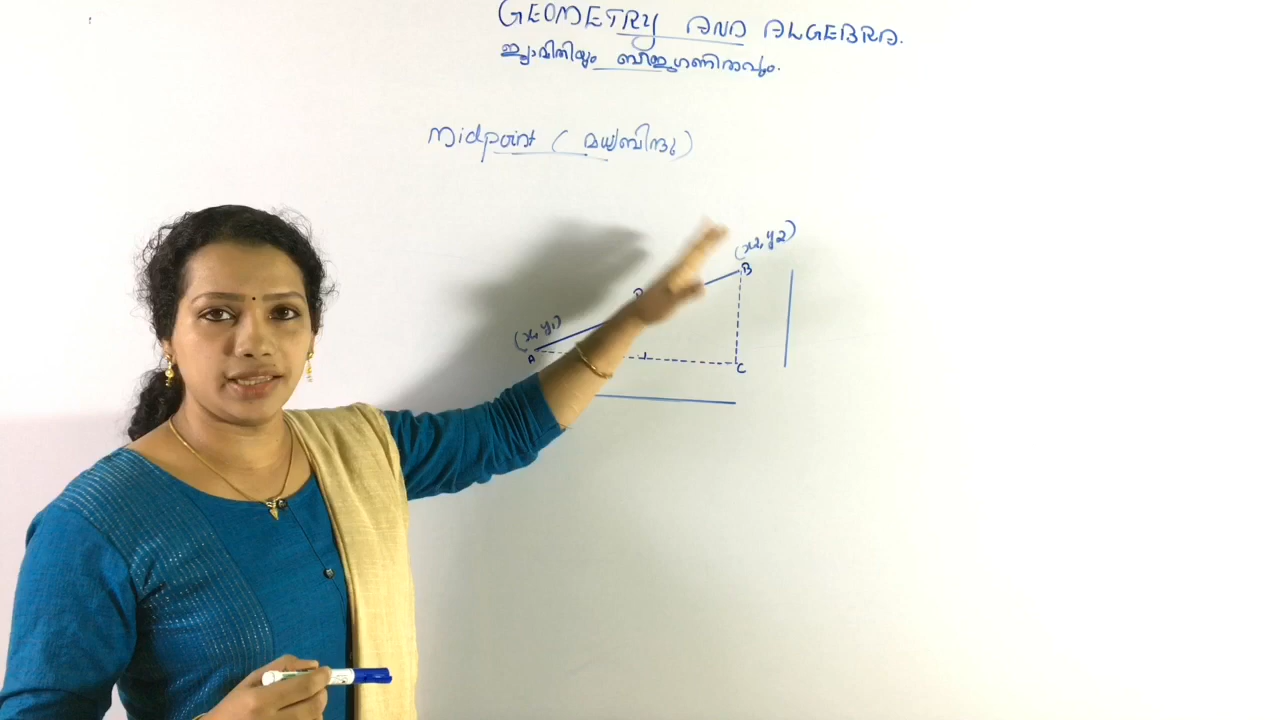 GEOMETRY AND ALGEBRA.
ജ്യാമിതിയും ബീജഗണിതവും.
Midpoint ( മധ്യബിന്ദു )
(x2, y2)
B
(x1, y1)
A
C